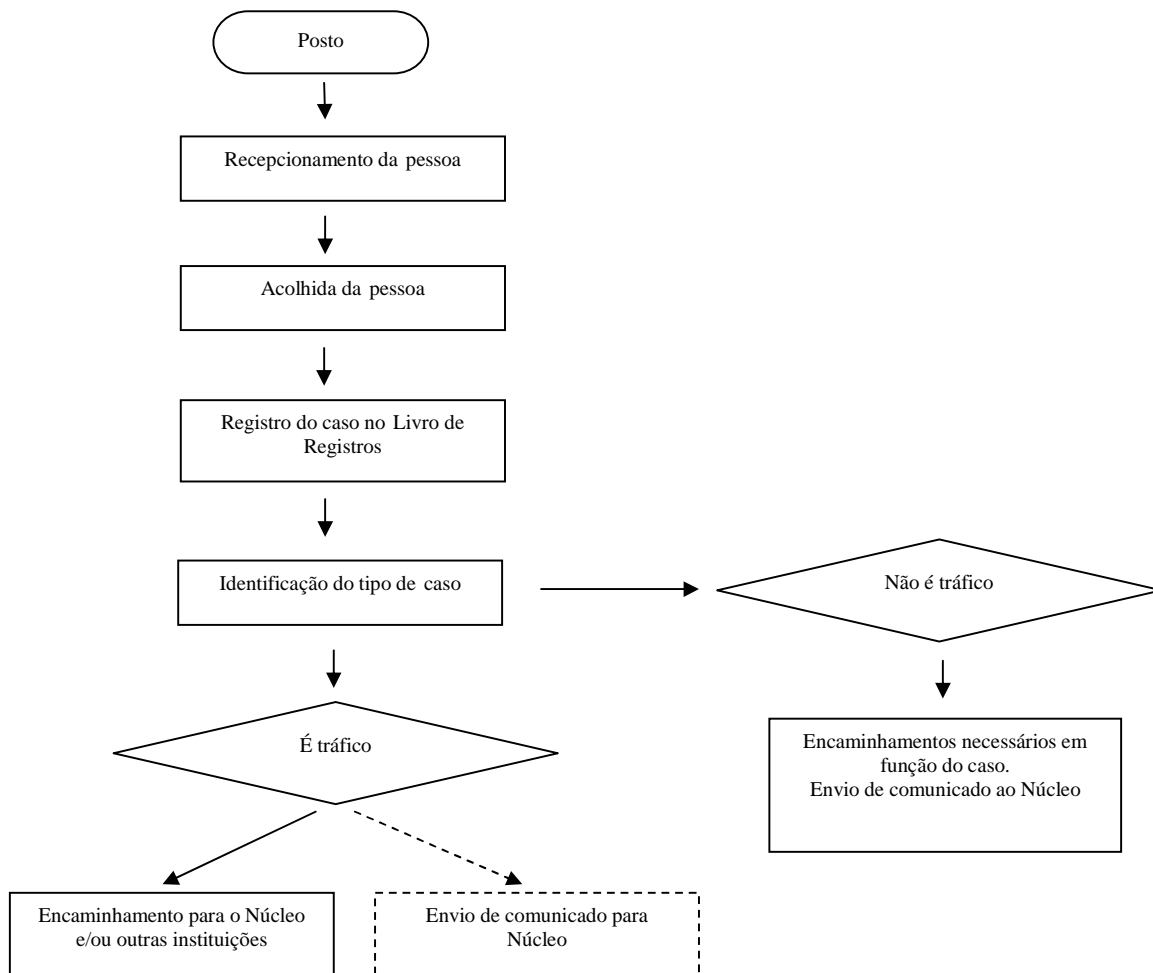 Posto
Recepcionamento da pessoa
Acolhida da pessoa
Registro do caso no Livro de
Registros
Identificação do tipo de caso
Não é tráfico
É tráfico
Encaminhamentos necessários em
função do caso.
Envio de comunicado ao Núcleo
Encaminhamento para o Núcleo
e/ou outras instituições
Envio de comunicado para
Núcleo